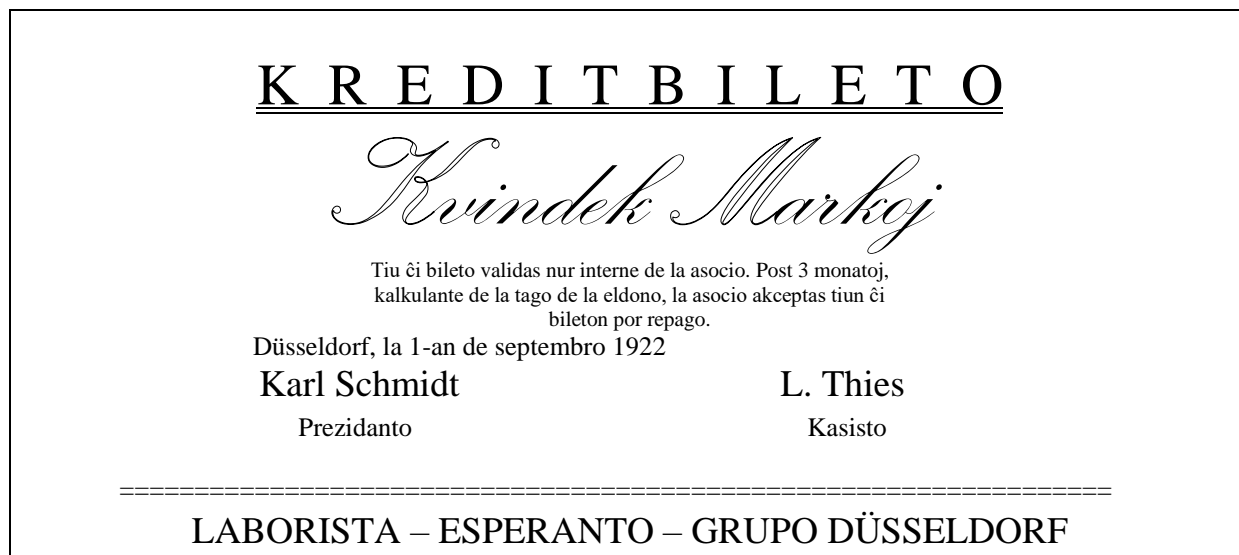 K R E D I T B I L E T O
Kvindek Markoj
Tiu ĉi bileto validas nur interne de la asocio. Post 3 monatoj,
kalkulante de la tago de la eldono, la asocio akceptas tiun ĉi
bileton por repago.
Düsseldorf, la 1-an de septembro 1922
Karl Schmidt L. Thies
Prezidanto Kasisto
==================================================================
LABORISTA – ESPERANTO – GRUPO DÜSSELDORF